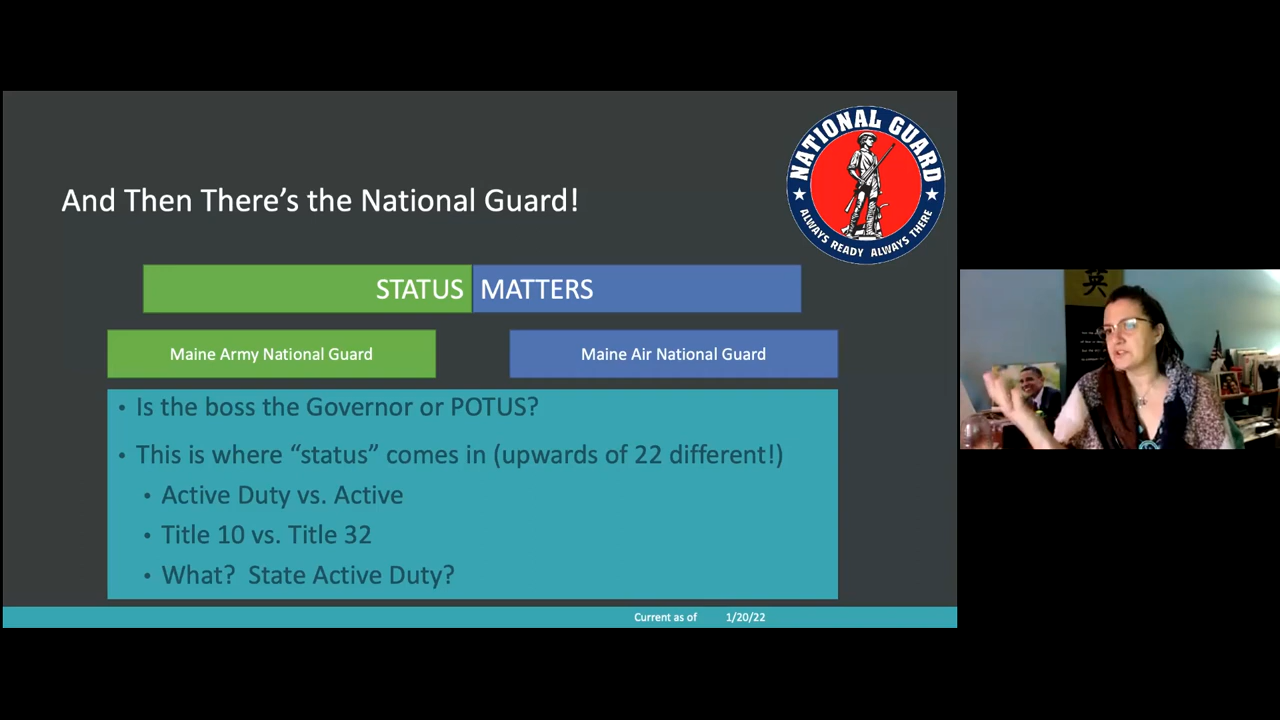 NATIONAL GUARD
ALWAYS READY ALWAYS THERE
And Then There's the National Guard!
STATUS MATTERS
Maine Army National Guard
Maine Air National Guard
• Is the boss the Governor or POTUS?
• This is where “status” comes in (upwards of 22 different!)
• Active Duty vs. Active
• Title 10 vs. Title 32
• What? State Active Duty?
Current as of 1/20/22
英